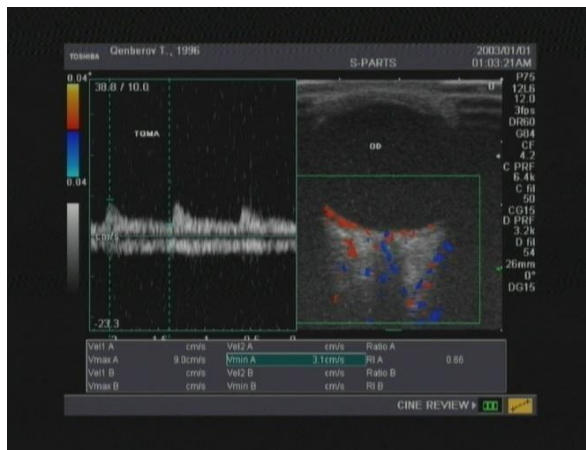 TOSHIBA Qenberov T., 1996 2003/01/01
S-PARTS 01:03:21AM
0.04
38.8 / 10.0
TOMA
cm/s
0.04
-23.3
OD
P75
12L6
12.0
3fps
DR60
G84
CF
4.2
C PRF
6.4k
C fil
50
CG15
D PRF
3.2k
D fil
54
26mm
0°
DG15
Vel1 A cm/s Vel2 A cm/s Ratio A
Vmax A 9.0cm/s Vmin A 3.1cm/s RI A 0.66
Vel1 B cm/s Vel2 B cm/s Ratio B
Vmax B cm/s Vmin B cm/s RI B
CINE REVIEW